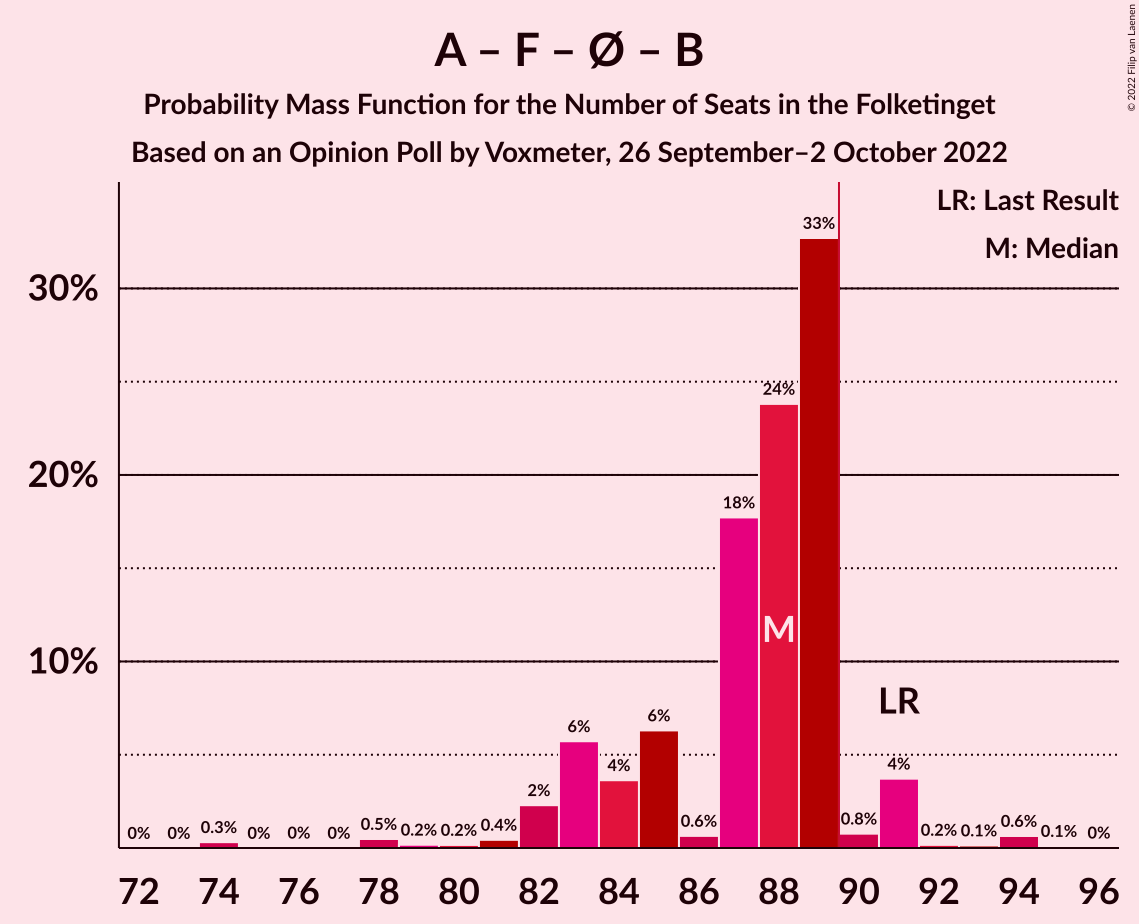 A – F – Ø – B
Probability Mass Function for the Number of Seats in the Folketinget
Based on an Opinion Poll by Voxmeter, 26 September–2 October 2022
© 2022 Filip van Laenen
LR: Last Result
M: Median
30%
20%
10%
0% 0% 0.3% 0% 0% 0% 0.5% 0.2% 0.2% 0.4% 2% 6% 4% 6% 0.6% 18% 24% 33% 0.8% 4% 0.2% 0.1% 0.6% 0.1% 0%
M
LR
72 74 76 78 80 82 84 86 88 90 92 94 96